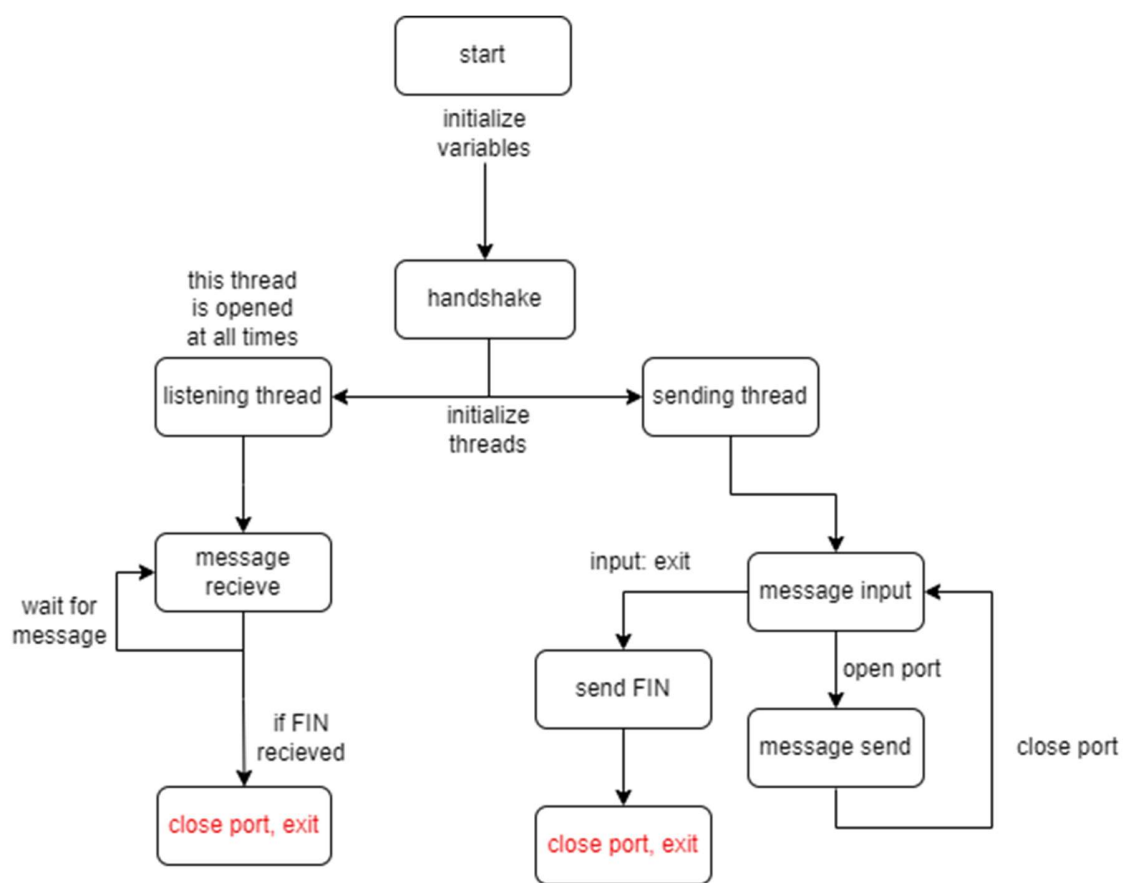 start
initialize
variables
handshake
this thread
is opened
at all times
listening thread
initialize
threads
sending thread
message
recieve
wait for
message
if FIN
recieved
close port, exit
input: exit
message input
send FIN
open port
message send
close port
close port, exit